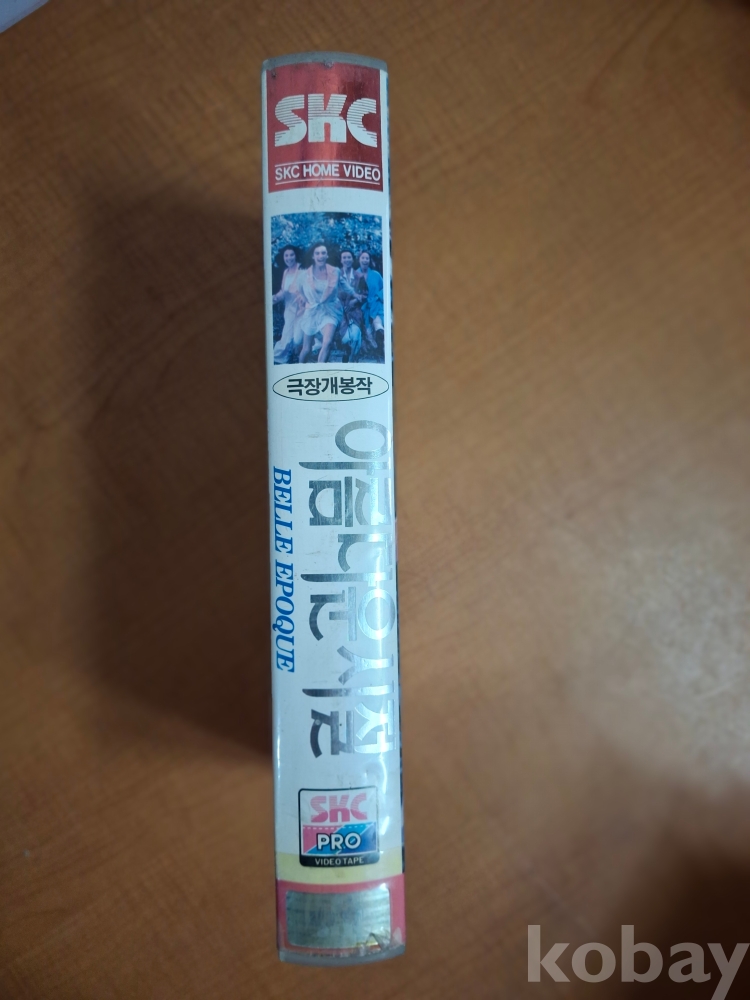 SKC
SKC HOME VIDEO
극장개봉작
아름다운 시절
BELLE EPOQUE
SKC
PRO
VIDEO TAPE
kobay